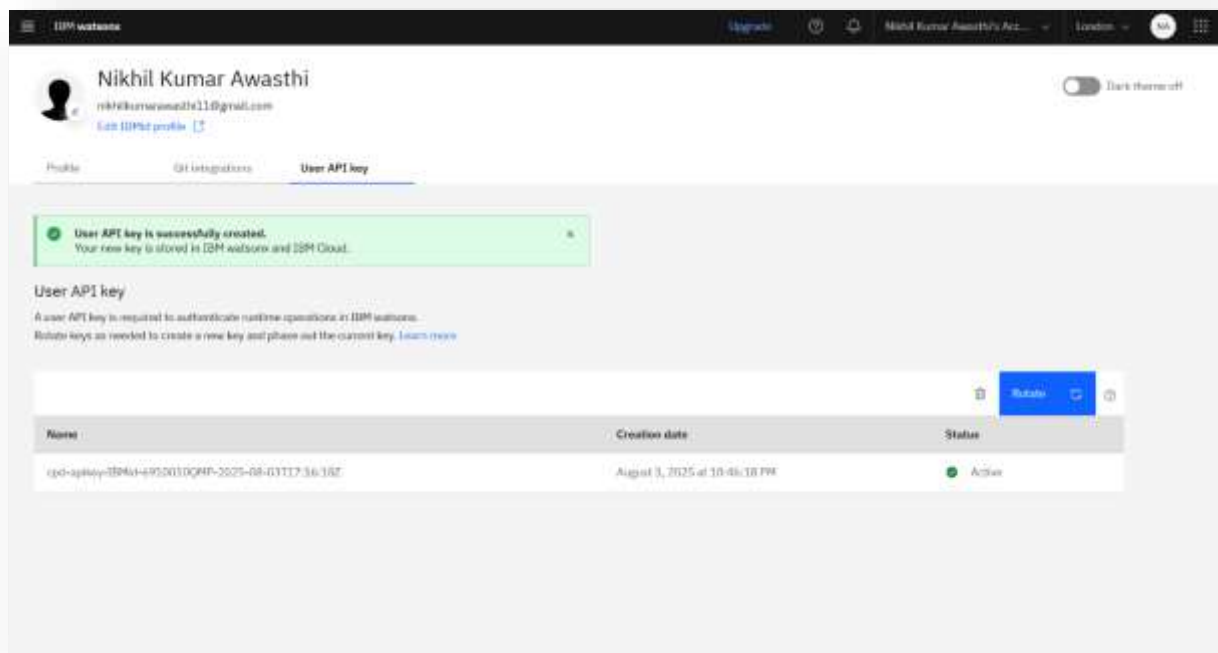 IBM watsonx
Upgrade
Nikhil Kumar Awasthi's Acc...
London
NA
Nikhil Kumar Awasthi
nikhilkumarawasthi11@gmail.com
Edit IBMid profile
Dark theme off
Profile
Git integrations
User API key
User API key is successfully created.
Your new key is stored in IBM watsonx and IBM Cloud.
User API key
A user API key is required to authenticate runtime operations in IBM watsonx.
Rotate keys as needed to create a new key and phase out the current key. Learn more
Rotate
Name Creation date Status
August 3, 2025 at 10:46:18 PM Active